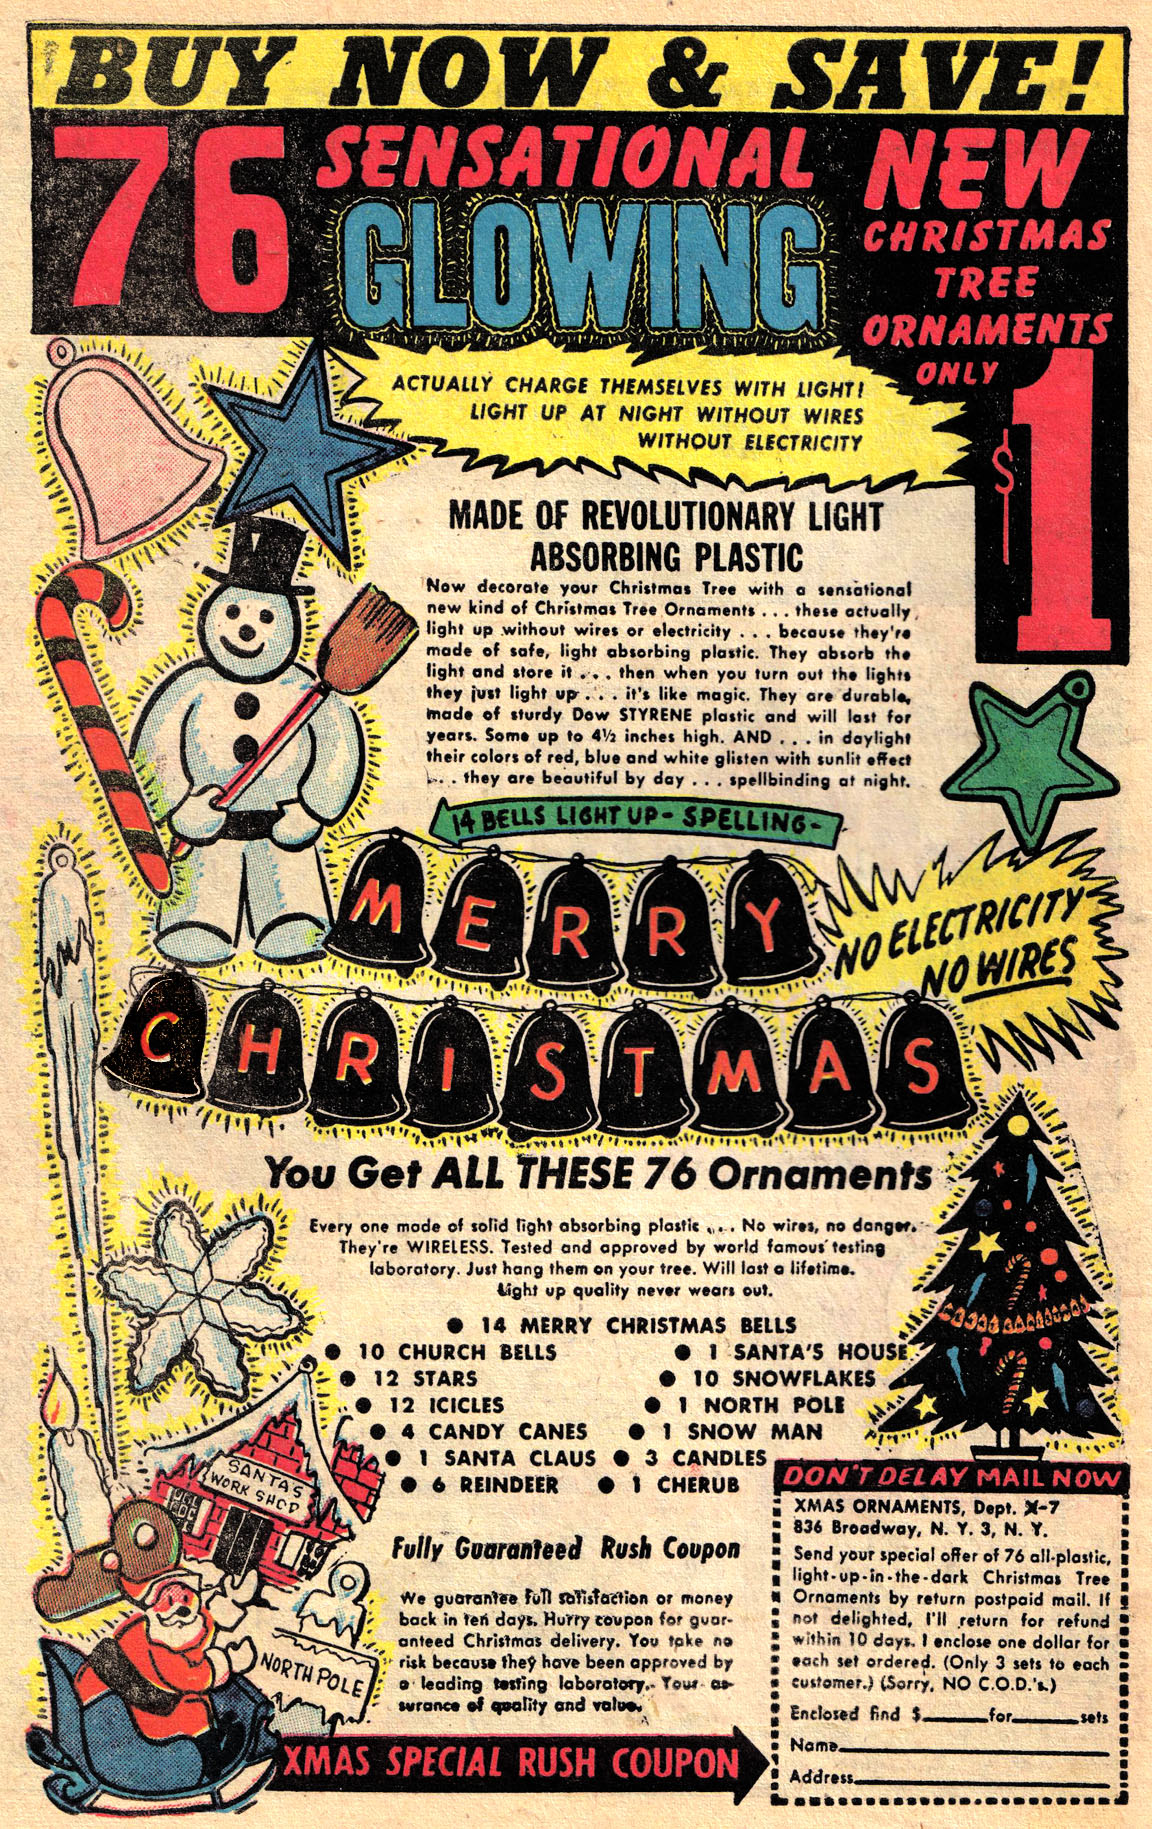 BUY NOW & SAVE!
76
SENSATIONAL
GLOWING
NEW
CHRISTMAS
TREE
ORNAMENTS
ONLY
$1
ACTUALLY CHARGE THEMSELVES WITH LIGHT!
LIGHT UP AT NIGHT WITHOUT WIRES
WITHOUT ELECTRICITY
MADE OF REVOLUTIONARY LIGHT
ABSORBING PLASTIC
Now decorate your Christmas Tree with a sensational
new kind of Christmas Tree Ornaments . . . these actually
light up without wires or electricity . . . because they're
made of safe, light absorbing plastic. They absorb the
light and store it . . . then when you turn out the lights
they just light up . . . it's like magic. They are durable,
made of sturdy Dow STYRENE plastic and will last for
years. Some up to 4½ inches high. AND . . . in daylight
their colors of red, blue and white glisten with sunlit effect
. . . they are beautiful by day . . . spellbinding at night.
14 BELLS LIGHT UP - SPELLING -
MERRY
NO ELECTRICITY
NO WIRES
CHRISTMAS
You Get ALL THESE 76 Ornaments
Every one made of solid light absorbing plastic . . . No wires, no danger.
They're WIRELESS. Tested and approved by world famous testing
laboratory. Just hang them on your tree. Will last a lifetime.
Light up quality never wears out.
● 14 MERRY CHRISTMAS BELLS
● 10 CHURCH BELLS ● 1 SANTA'S HOUSE
● 12 STARS ● 10 SNOWFLAKES
● 12 ICICLES ● 1 NORTH POLE
● 4 CANDY CANES ● 1 SNOW MAN
● 1 SANTA CLAUS ● 3 CANDLES
● 6 REINDEER ● 1 CHERUB
SANTA'S
WORK SHOP
NORTH POLE
Fully Guaranteed Rush Coupon
We guarantee full satisfaction or money
back in ten days. Hurry coupon for guar-
anteed Christmas delivery. You take no
risk because they have been approved by
a leading testing laboratory. Your as-
surance of quality and value.
XMAS SPECIAL RUSH COUPON
DON'T DELAY MAIL NOW
XMAS ORNAMENTS, Dept. X-7
836 Broadway, N. Y. 3, N. Y.
Send your special offer of 76 all-plastic,
light-up-in-the-dark Christmas Tree
Ornaments by return postpaid mail. If
not delighted, I'll return for refund
within 10 days. I enclose one dollar for
each set ordered. (Only 3 sets to each
customer.) (Sorry, NO C.O.D.'s.)
Enclosed find $______for______sets
Name______
Address______